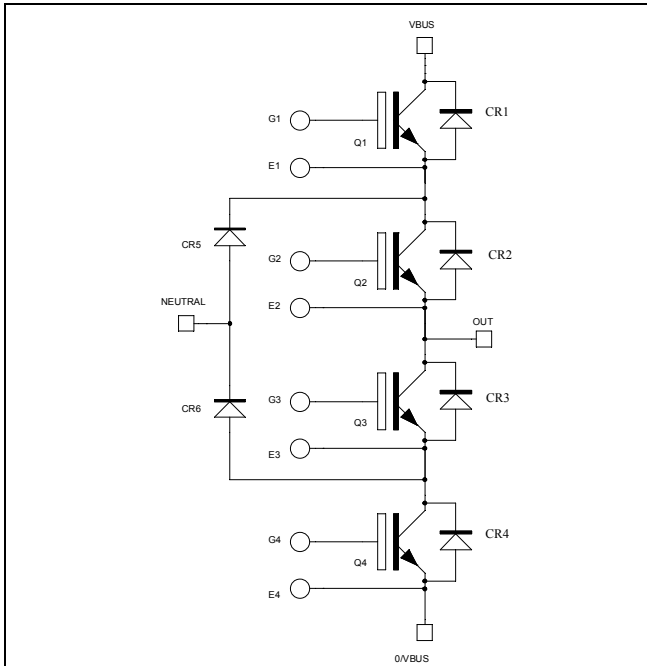 VBUS
CR1
G1
Q1
E1
CR5
CR2
G2
Q2
NEUTRAL
E2
OUT
CR6
CR3
G3
Q3
E3
CR4
G4
Q4
E4
0/VBUS